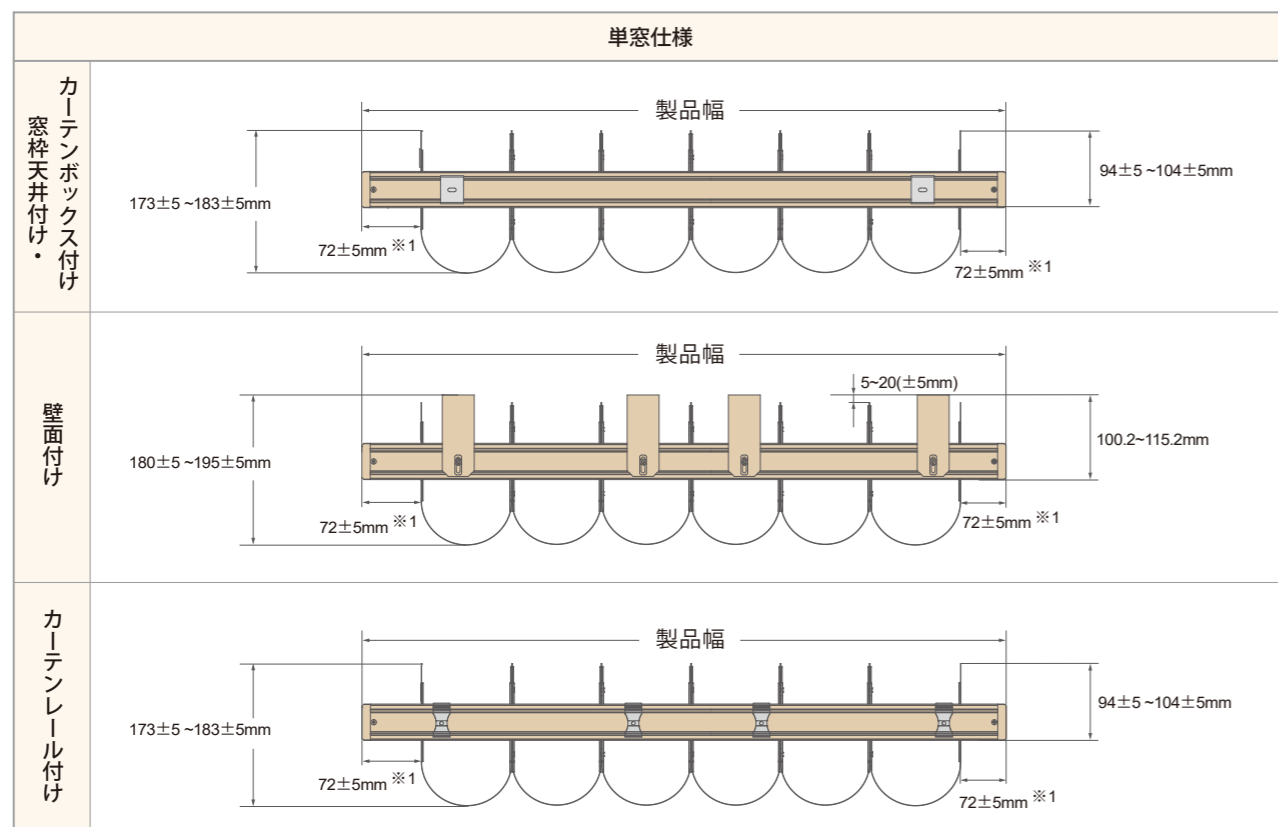 単窓仕様
カーテンボックス付け
窓枠天井付け・
製品幅
173±5 ~183±5mm
94±5 ~104±5mm
72±5mm ※1
72±5mm ※1
壁面付け
製品幅
5~20(±5mm)
180±5 ~195±5mm
100.2~115.2mm
72±5mm ※1
72±5mm ※1
カーテンレール付け
製品幅
173±5 ~183±5mm
94±5 ~104±5mm
72±5mm ※1
72±5mm ※1